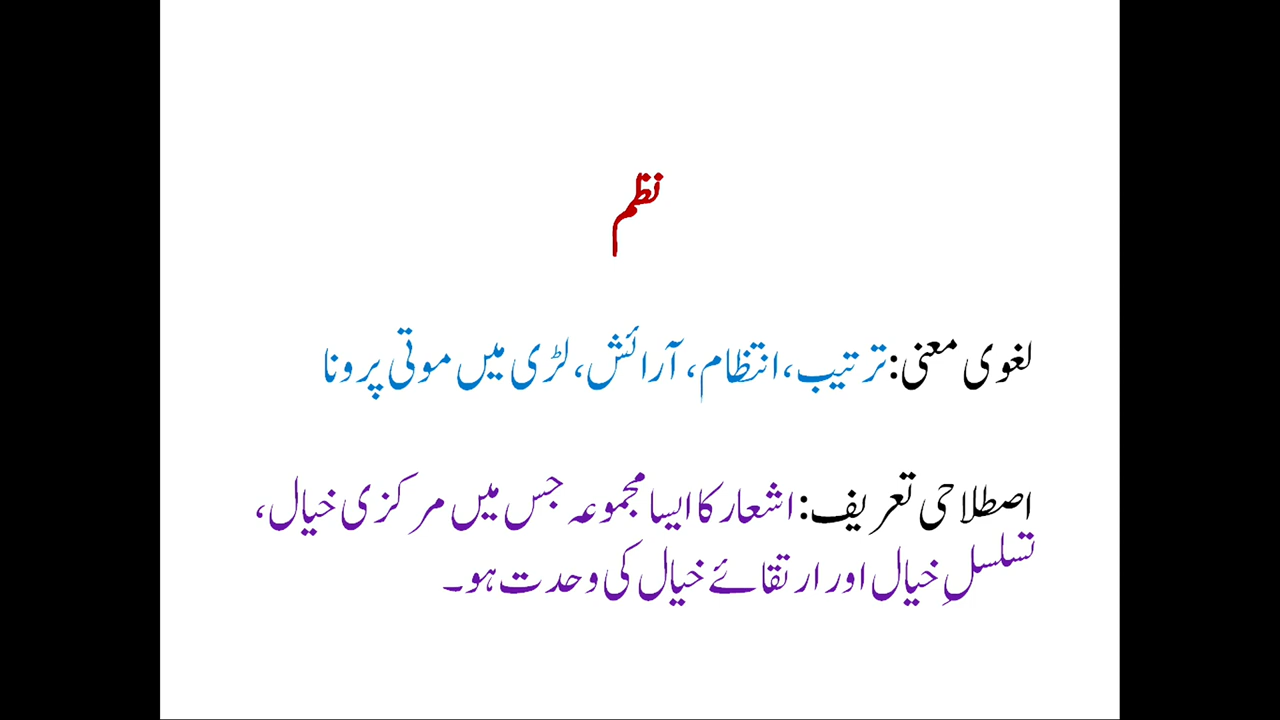 نظم
لغوی معنی: ترتیب، انتظام، آرائش، لڑی میں موتی پرونا
اصطلاحی تعریف: اشعار کا ایسا مجموعہ جس میں مرکزی خیال،
تسلسلِ خیال اور ارتقائے خیال کی وحدت ہو۔